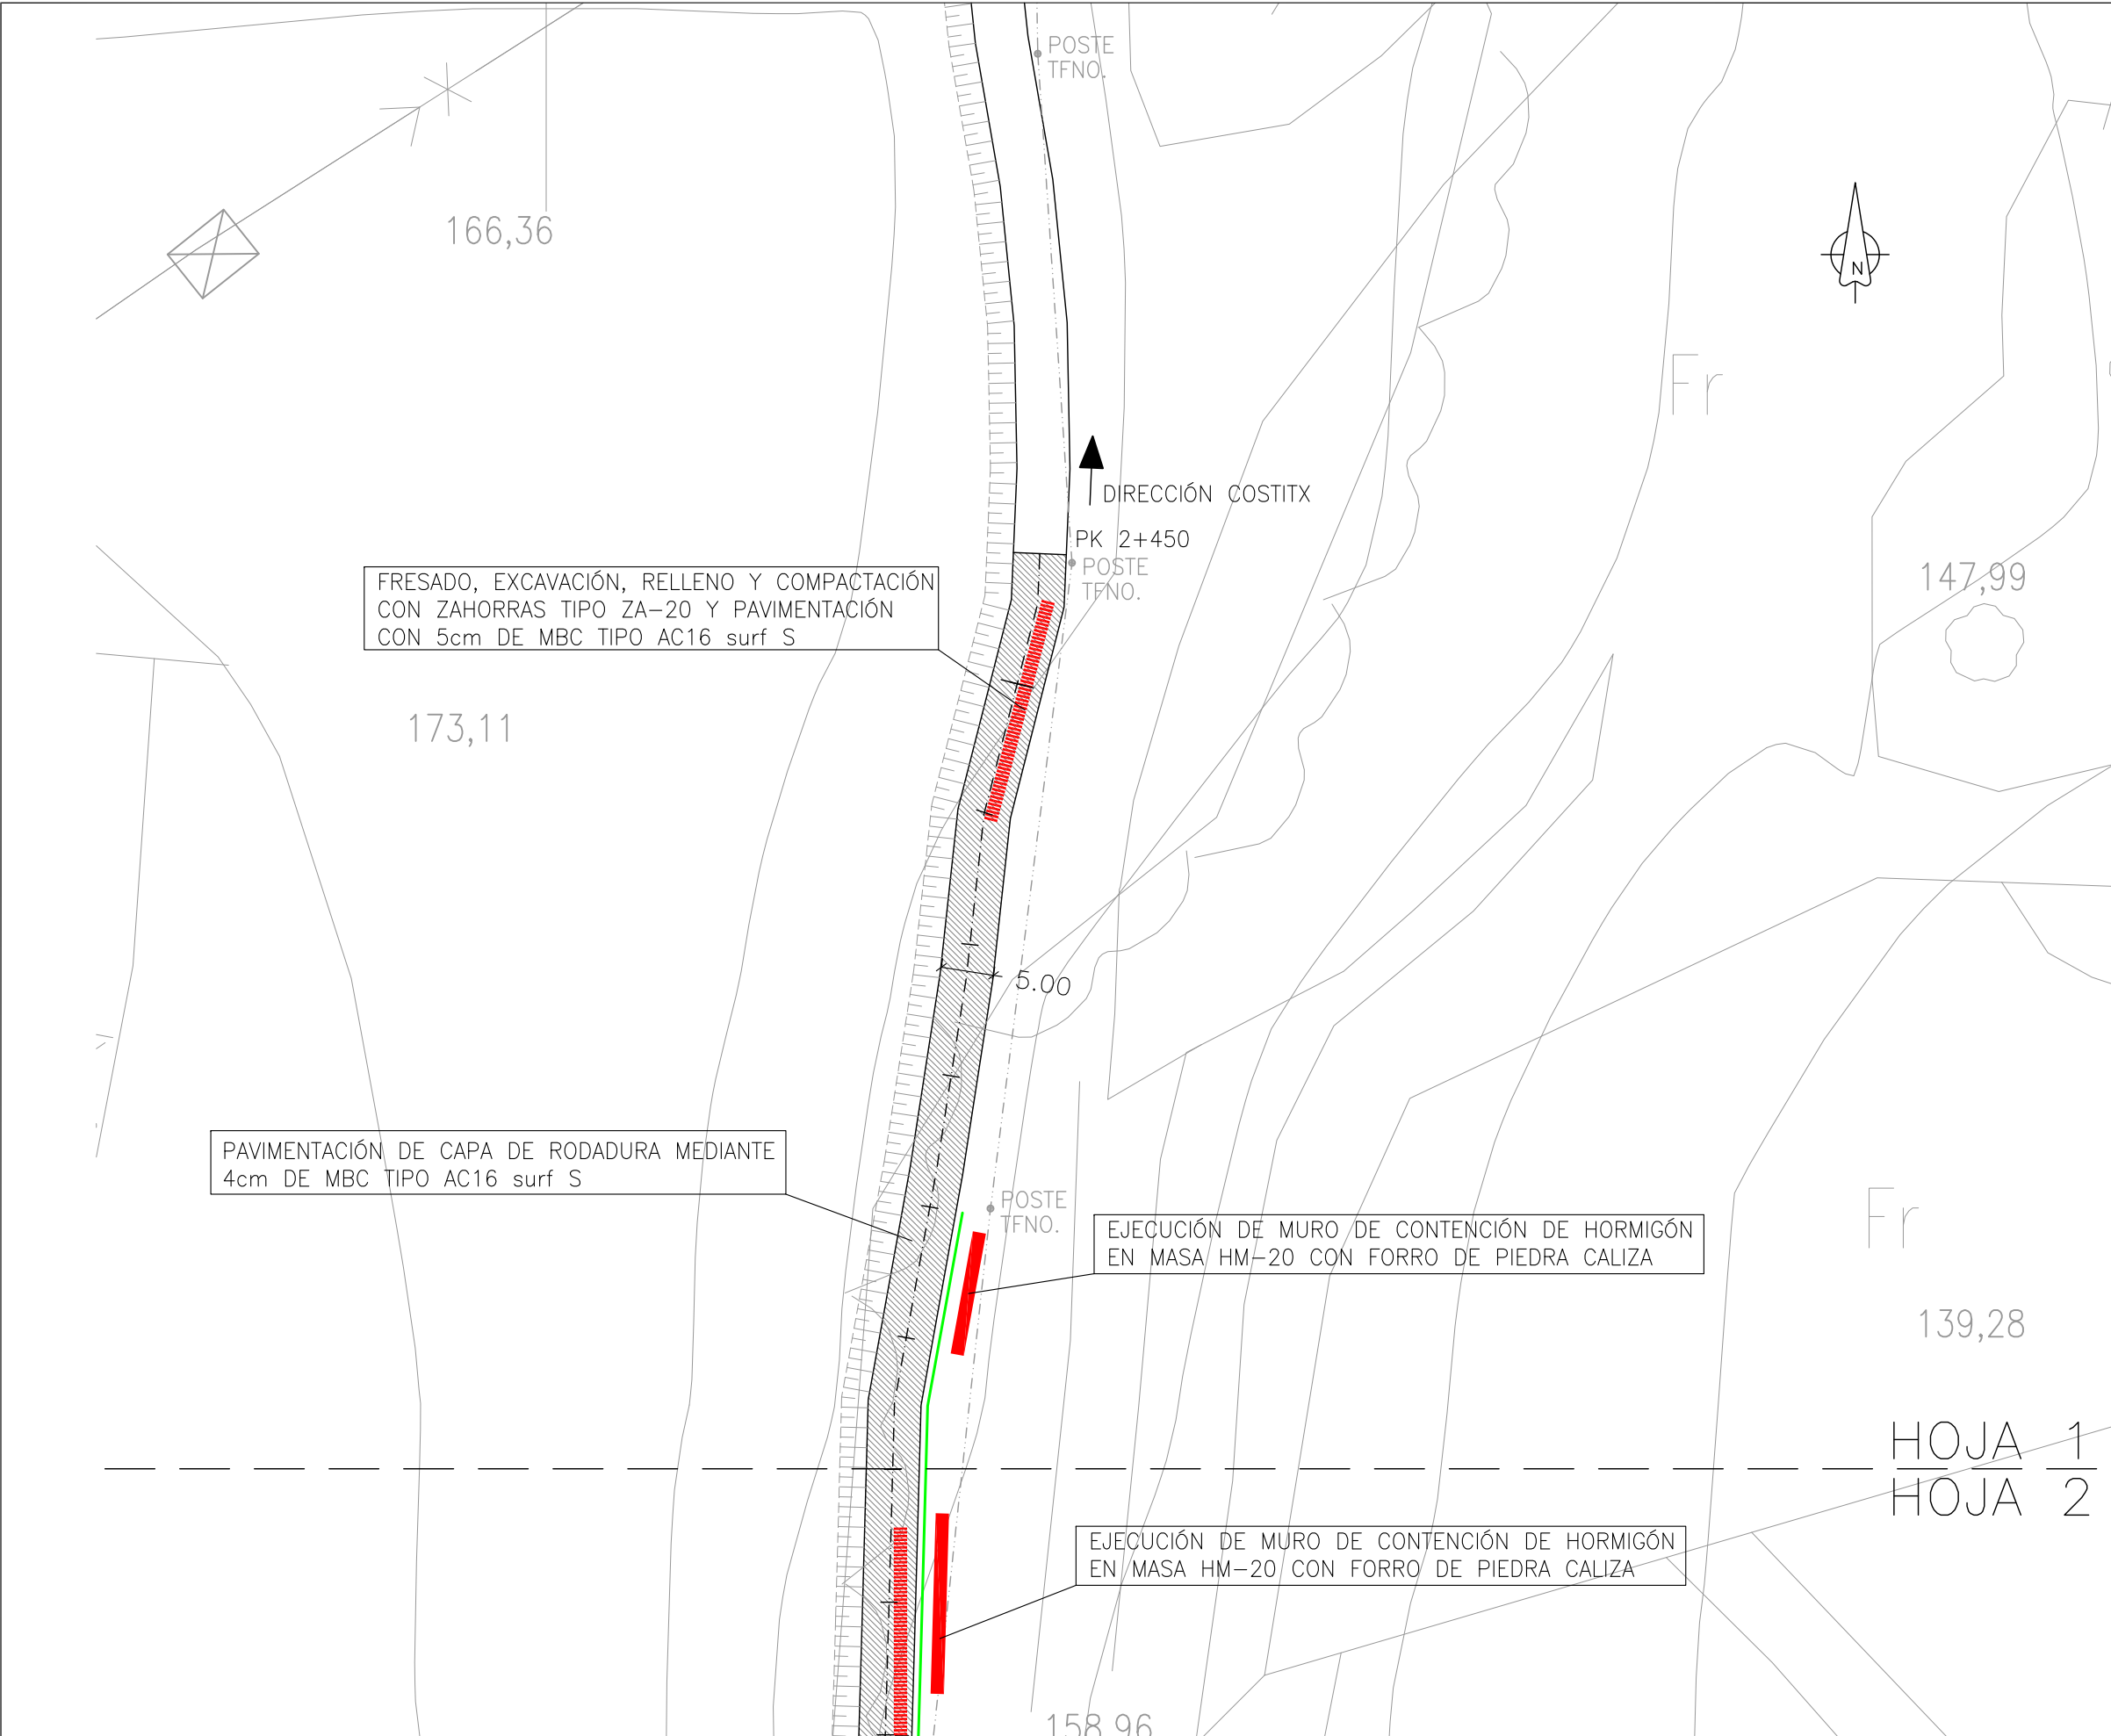 POSTE
TFNO.
166,36
N
Fr
DIRECCIÓN COSTITX
PK 2+450
POSTE
TFNO.
FRESADO, EXCAVACIÓN, RELLENO Y COMPACTACIÓN
CON ZAHORRAS TIPO ZA-20 Y PAVIMENTACIÓN
CON 5cm DE MBC TIPO AC16 surf S
147,99
173,11
5.00
PAVIMENTACIÓN DE CAPA DE RODADURA MEDIANTE
4cm DE MBC TIPO AC16 surf S
POSTE
TFNO.
Fr
EJECUCIÓN DE MURO DE CONTENCIÓN DE HORMIGÓN
EN MASA HM-20 CON FORRO DE PIEDRA CALIZA
139,28
HOJA 1
HOJA 2
EJECUCIÓN DE MURO DE CONTENCIÓN DE HORMIGÓN
EN MASA HM-20 CON FORRO DE PIEDRA CALIZA
158,96